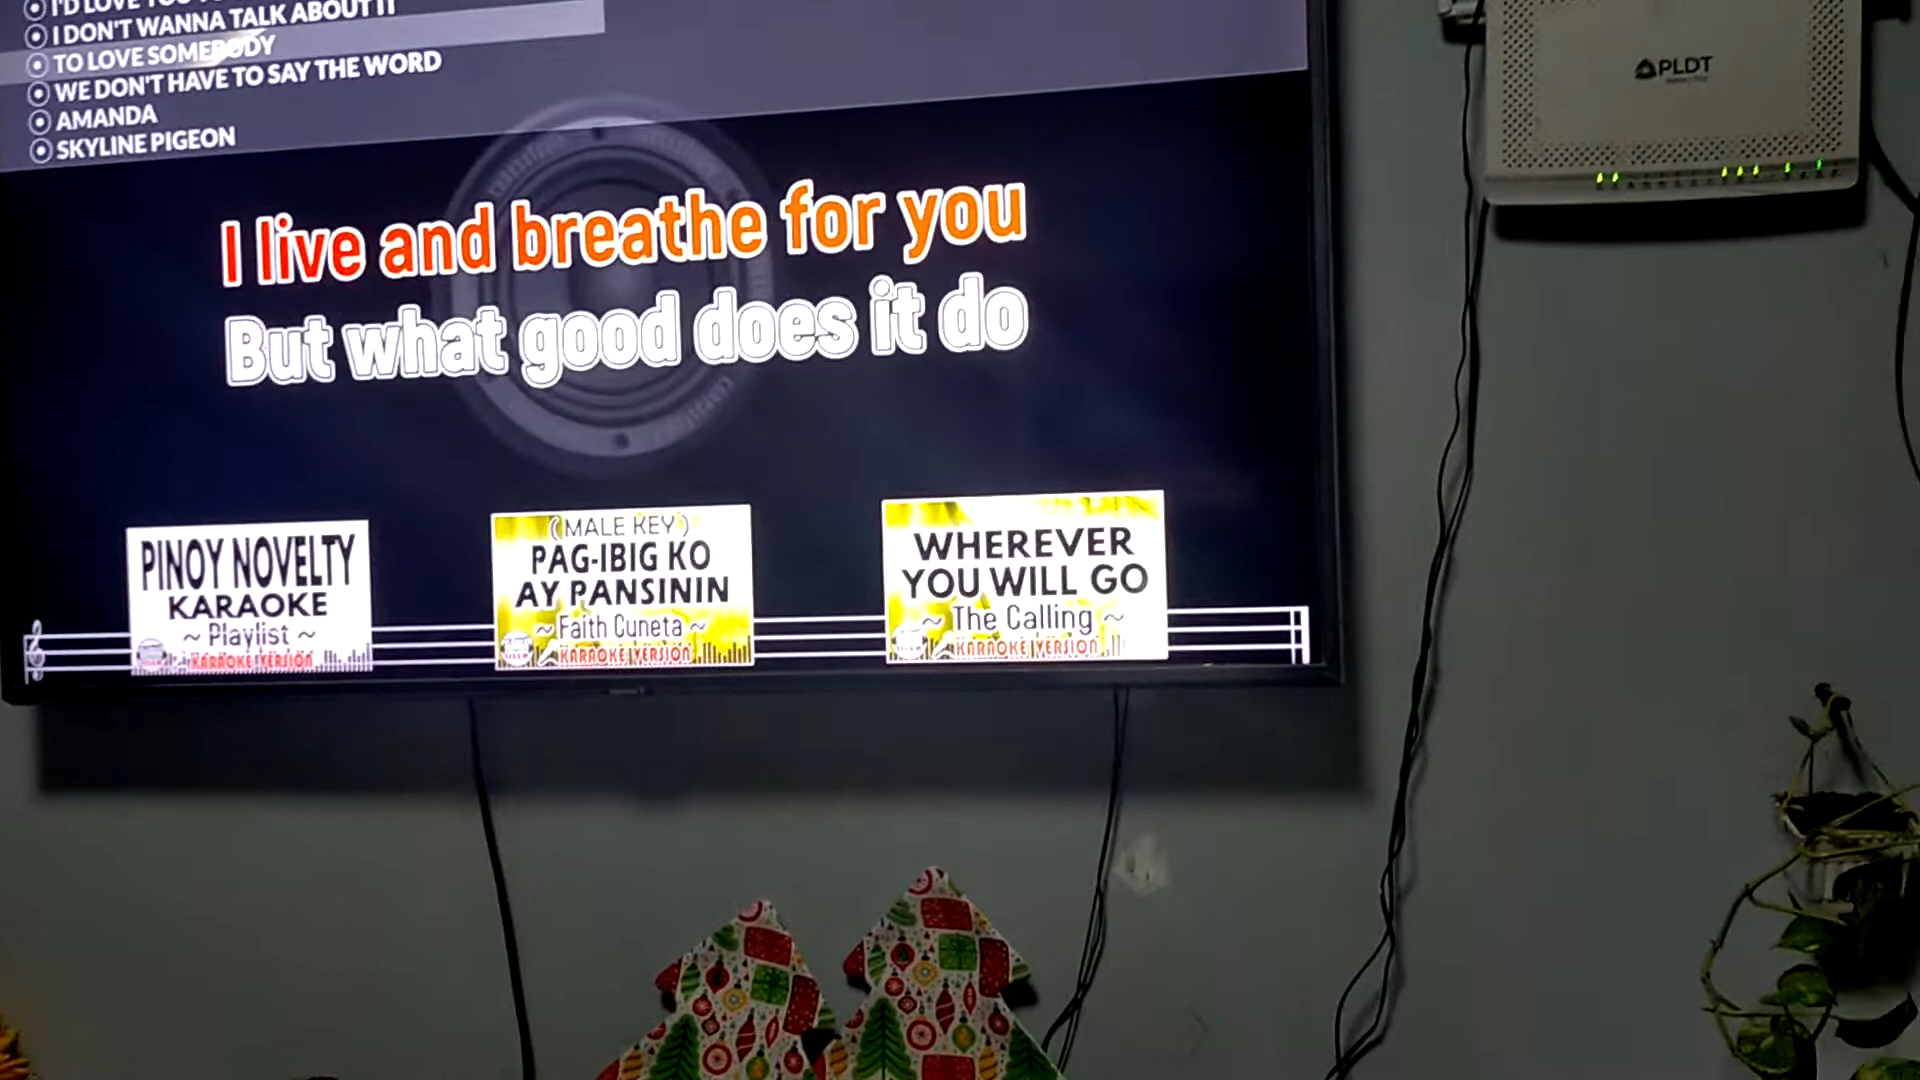 I'D LOVE YOU
I DON'T WANNA TALK ABOUT IT
TO LOVE SOMEBODY
WE DON'T HAVE TO SAY THE WORD
AMANDA
SKYLINE PIGEON
I live and breathe for you
But what good does it do
PINOY NOVELTY
KARAOKE
~ Playlist ~
KARAOKE VERSION
(MALE KEY)
PAG-IBIG KO
AY PANSININ
~ Faith Cuneta ~
KARAOKE VERSION
WHEREVER
YOU WILL GO
~ The Calling ~
KARAOKE VERSION
PLDT